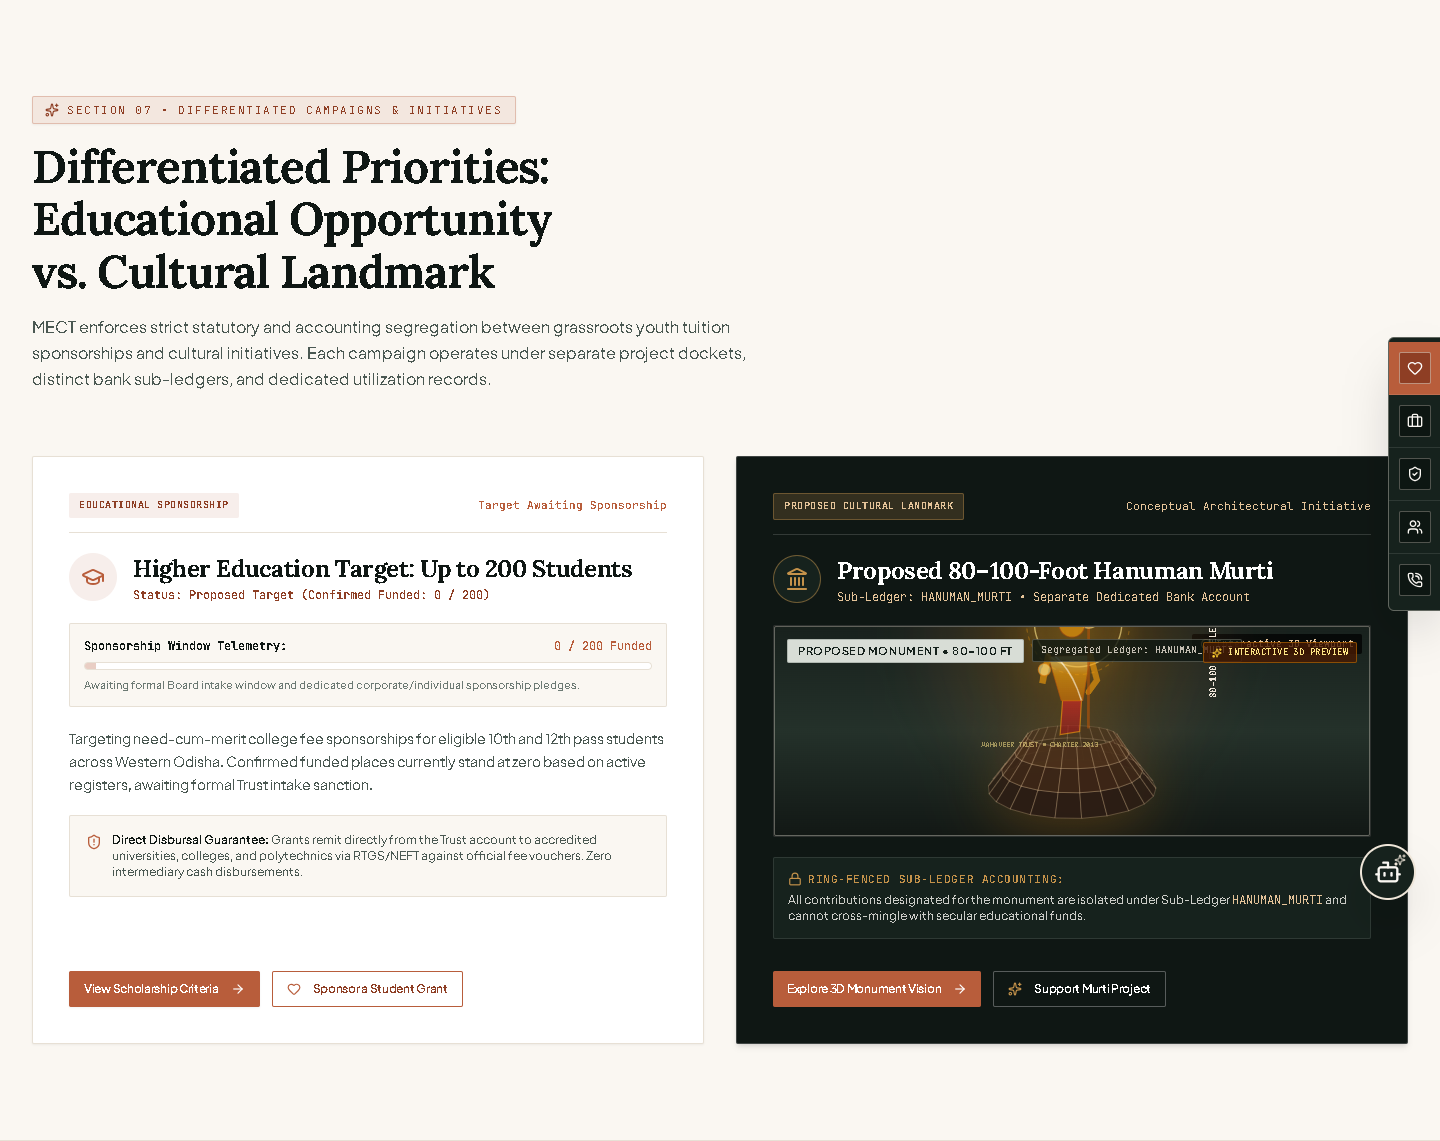 SECTION 07 • DIFFERENTIATED CAMPAIGNS & INITIATIVES
Differentiated Priorities:
Educational Opportunity
vs. Cultural Landmark
MECT enforces strict statutory and accounting segregation between grassroots youth tuition
sponsorships and cultural initiatives. Each campaign operates under separate project dockets,
distinct bank sub-ledgers, and dedicated utilization records.
EDUCATIONAL SPONSORSHIP
Target Awaiting Sponsorship
Higher Education Target: Up to 200 Students
Status: Proposed Target (Confirmed Funded: 0 / 200)
Sponsorship Window Telemetry:
0 / 200 Funded
Awaiting formal Board intake window and dedicated corporate/individual sponsorship pledges.
Targeting need-cum-merit college fee sponsorships for eligible 10th and 12th pass students
across Western Odisha. Confirmed funded places currently stand at zero based on active
registers, awaiting formal Trust intake sanction.
Direct Disbursal Guarantee: Grants remit directly from the Trust account to accredited
universities, colleges, and polytechnics via RTGS/NEFT against official fee vouchers. Zero
intermediary cash disbursements.
View Scholarship Criteria
Sponsor a Student Grant
PROPOSED CULTURAL LANDMARK
Conceptual Architectural Initiative
Proposed 80–100-Foot Hanuman Murti
Sub-Ledger: HANUMAN_MURTI • Separate Dedicated Bank Account
PROPOSED MONUMENT • 80–100 FT
Segregated Ledger: HANUMAN_
INTERACTIVE 3D PREVIEW
80–100
MAHAVEER TRUST • CHARTER 2013
RING-FENCED SUB-LEDGER ACCOUNTING:
All contributions designated for the monument are isolated under Sub-Ledger HANUMAN_MURTI and
cannot cross-mingle with secular educational funds.
Explore 3D Monument Vision
Support Murti Project